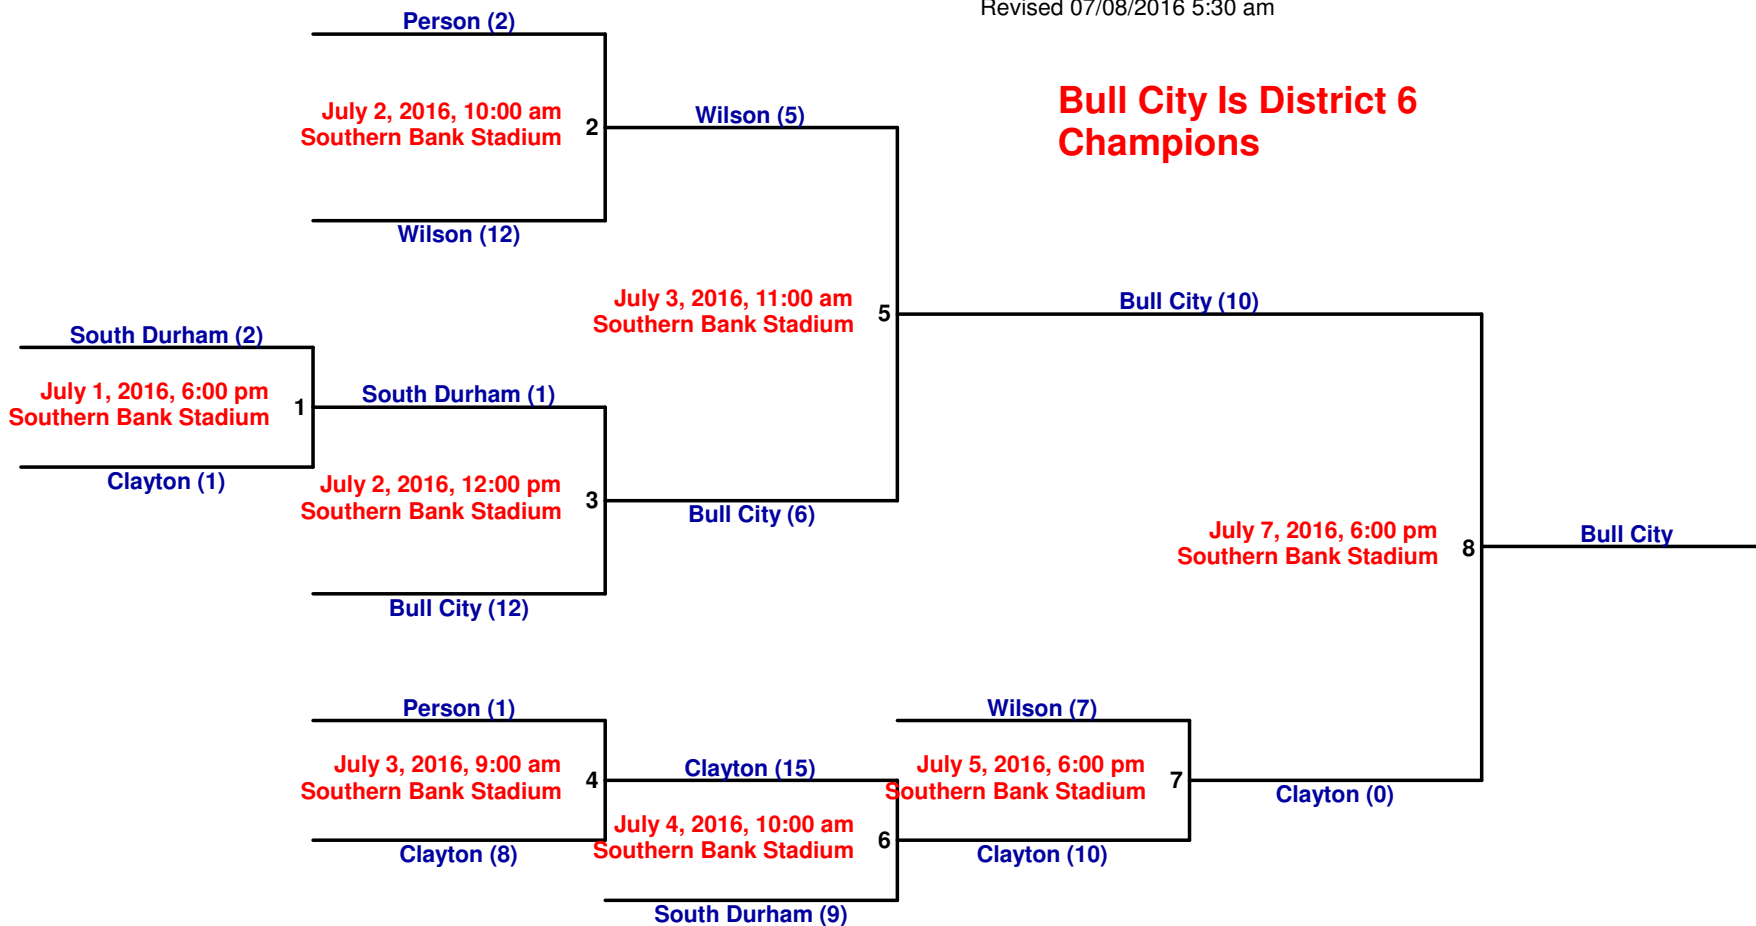 Revised 07/08/2016 5:30 am
Person (2)
Bull City Is District 6
Champions
July 2, 2016, 10:00 am
Southern Bank Stadium
2
Wilson (5)
Wilson (12)
July 3, 2016, 11:00 am
Southern Bank Stadium
5
Bull City (10)
South Durham (2)
July 1, 2016, 6:00 pm
Southern Bank Stadium
1
South Durham (1)
Clayton (1)
July 2, 2016, 12:00 pm
Southern Bank Stadium
3
Bull City (6)
July 7, 2016, 6:00 pm
Southern Bank Stadium
8
Bull City
Bull City (12)
Person (1)
Wilson (7)
July 3, 2016, 9:00 am
Southern Bank Stadium
4
Clayton (15)
July 5, 2016, 6:00 pm
Southern Bank Stadium
7
Clayton (0)
July 4, 2016, 10:00 am
Southern Bank Stadium
6
Clayton (8)
Clayton (10)
South Durham (9)